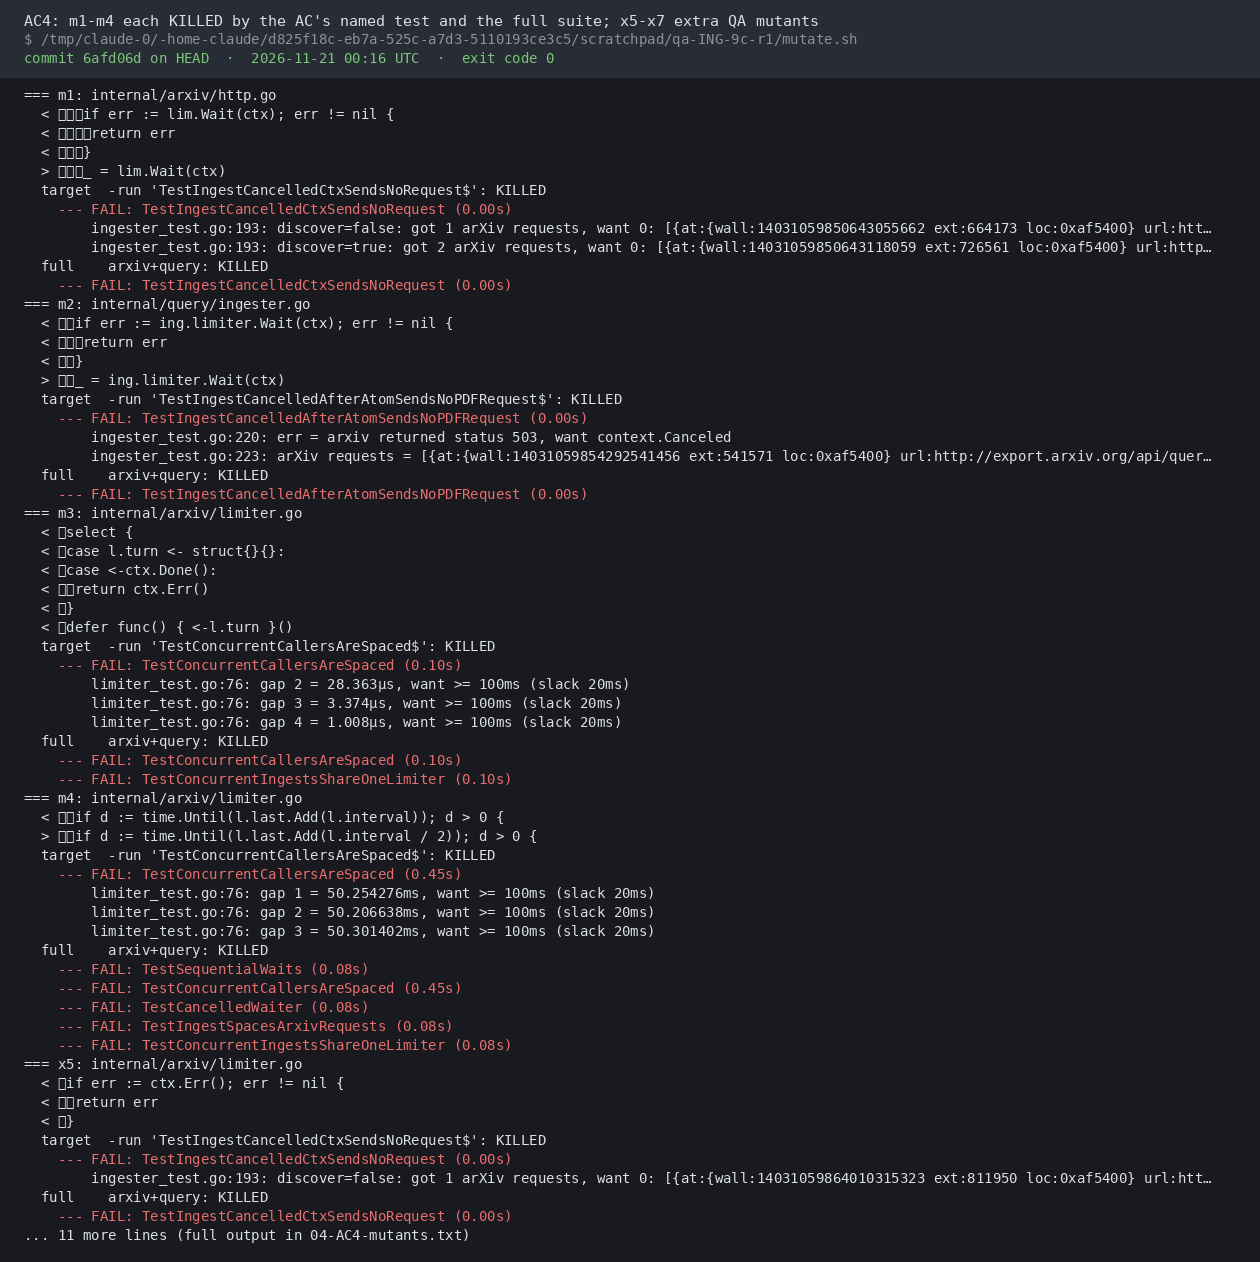 AC4: m1-m4 each KILLED by the AC's named test and the full suite; x5-x7 extra QA mutants
$ /tmp/claude-0/-home-claude/d825f18c-eb7a-525c-a7d3-5110193ce3c5/scratchpad/qa-ING-9c-r1/mutate.sh
commit 6afd06d on HEAD · 2026-11-21 00:16 UTC · exit code 0
=== m1: internal/arxiv/http.go
< □□□if err := lim.Wait(ctx); err != nil {
< □□□□return err
< □□□}
> □□□_ = lim.Wait(ctx)
target  -run 'TestIngestCancelledCtxSendsNoRequest$': KILLED
--- FAIL: TestIngestCancelledCtxSendsNoRequest (0.00s)
ingester_test.go:193: discover=false: got 1 arXiv requests, want 0: [{at:{wall:14031059850643055662 ext:664173 loc:0xaf5400} url:htt…
ingester_test.go:193: discover=true: got 2 arXiv requests, want 0: [{at:{wall:14031059850643118059 ext:726561 loc:0xaf5400} url:http…
full    arxiv+query: KILLED
--- FAIL: TestIngestCancelledCtxSendsNoRequest (0.00s)
=== m2: internal/query/ingester.go
< □□if err := ing.limiter.Wait(ctx); err != nil {
< □□□return err
< □□}
> □□_ = ing.limiter.Wait(ctx)
target  -run 'TestIngestCancelledAfterAtomSendsNoPDFRequest$': KILLED
--- FAIL: TestIngestCancelledAfterAtomSendsNoPDFRequest (0.00s)
ingester_test.go:220: err = arxiv returned status 503, want context.Canceled
ingester_test.go:223: arXiv requests = [{at:{wall:14031059854292541456 ext:541571 loc:0xaf5400} url:http://export.arxiv.org/api/quer…
full    arxiv+query: KILLED
--- FAIL: TestIngestCancelledAfterAtomSendsNoPDFRequest (0.00s)
=== m3: internal/arxiv/limiter.go
< □select {
< □case l.turn <- struct{}{}:
< □case <-ctx.Done():
< □□return ctx.Err()
< □}
< □defer func() { <-l.turn }()
target  -run 'TestConcurrentCallersAreSpaced$': KILLED
--- FAIL: TestConcurrentCallersAreSpaced (0.10s)
limiter_test.go:76: gap 2 = 28.363µs, want >= 100ms (slack 20ms)
limiter_test.go:76: gap 3 = 3.374µs, want >= 100ms (slack 20ms)
limiter_test.go:76: gap 4 = 1.008µs, want >= 100ms (slack 20ms)
full    arxiv+query: KILLED
--- FAIL: TestConcurrentCallersAreSpaced (0.10s)
--- FAIL: TestConcurrentIngestsShareOneLimiter (0.10s)
=== m4: internal/arxiv/limiter.go
< □□if d := time.Until(l.last.Add(l.interval)); d > 0 {
> □□if d := time.Until(l.last.Add(l.interval / 2)); d > 0 {
target  -run 'TestConcurrentCallersAreSpaced$': KILLED
--- FAIL: TestConcurrentCallersAreSpaced (0.45s)
limiter_test.go:76: gap 1 = 50.254276ms, want >= 100ms (slack 20ms)
limiter_test.go:76: gap 2 = 50.206638ms, want >= 100ms (slack 20ms)
limiter_test.go:76: gap 3 = 50.301402ms, want >= 100ms (slack 20ms)
full    arxiv+query: KILLED
--- FAIL: TestSequentialWaits (0.08s)
--- FAIL: TestConcurrentCallersAreSpaced (0.45s)
--- FAIL: TestCancelledWaiter (0.08s)
--- FAIL: TestIngestSpacesArxivRequests (0.08s)
--- FAIL: TestConcurrentIngestsShareOneLimiter (0.08s)
=== x5: internal/arxiv/limiter.go
< □if err := ctx.Err(); err != nil {
< □□return err
< □}
target  -run 'TestIngestCancelledCtxSendsNoRequest$': KILLED
--- FAIL: TestIngestCancelledCtxSendsNoRequest (0.00s)
ingester_test.go:193: discover=false: got 1 arXiv requests, want 0: [{at:{wall:14031059864010315323 ext:811950 loc:0xaf5400} url:htt…
full    arxiv+query: KILLED
--- FAIL: TestIngestCancelledCtxSendsNoRequest (0.00s)
... 11 more lines (full output in 04-AC4-mutants.txt)